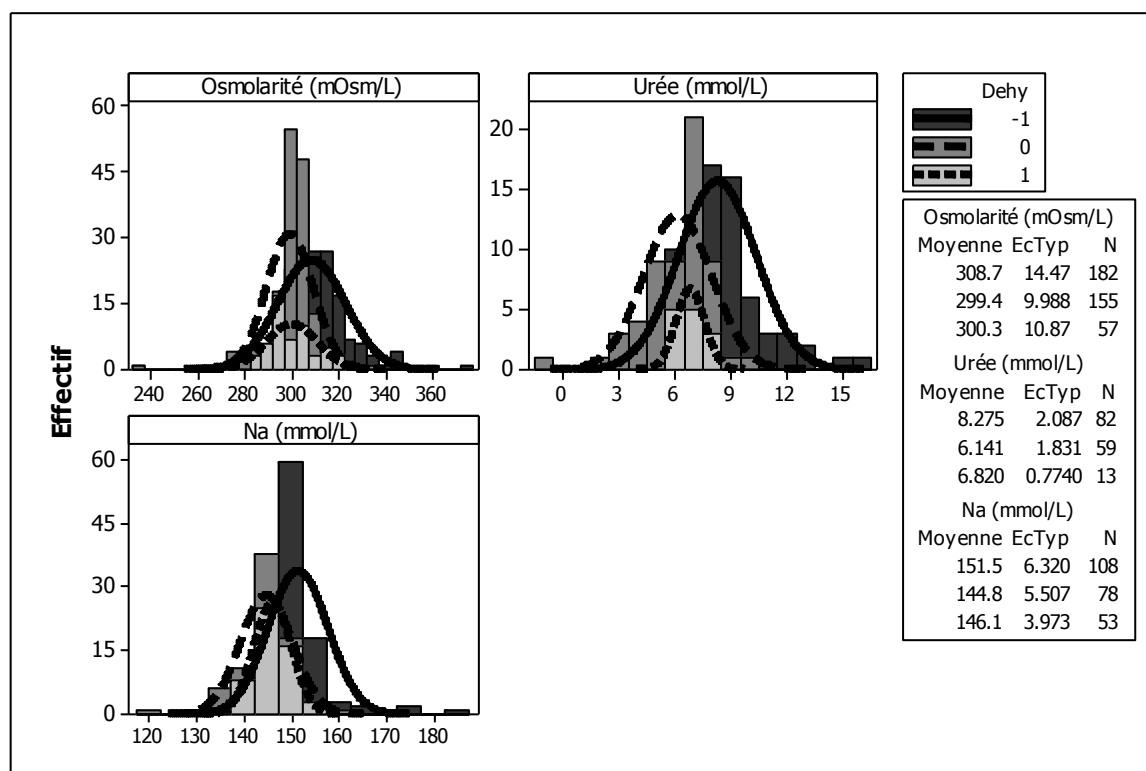 Osmolarité (mOsm/L)
60
45
30
15
0
240 260 280 300 320 340 360
Urée (mmol/L)
20
15
10
5
0
0 3 6 9 12 15
Effectif
Na (mmol/L)
60
45
30
15
0
120 130 140 150 160 170 180
Dehy
-1
0
1
Osmolarité (mOsm/L)
Moyenne EcTyp N
308.7 14.47 182
299.4 9.988 155
300.3 10.87 57
Urée (mmol/L)
Moyenne EcTyp N
8.275 2.087 82
6.141 1.831 59
6.820 0.7740 13
Na (mmol/L)
Moyenne EcTyp N
151.5 6.320 108
144.8 5.507 78
146.1 3.973 53